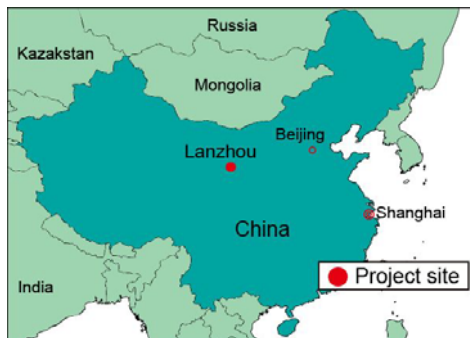 Russia
Kazakstan
Mongolia
Beijing
Lanzhou
Shanghai
China
India
Project site